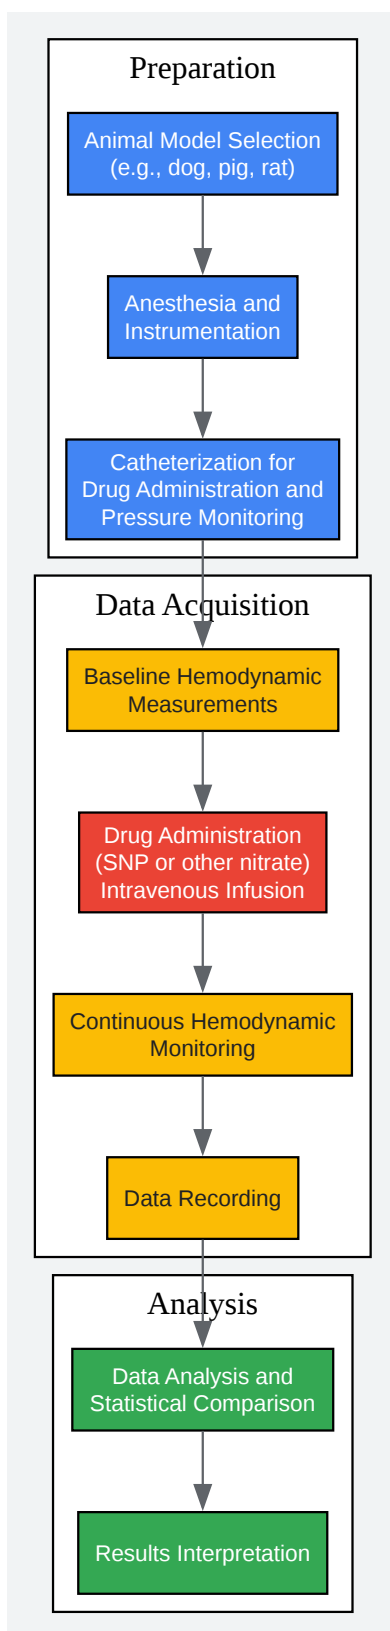 Preparation
Animal Model Selection
(e.g., dog, pig, rat)
Anesthesia and
Instrumentation
Catheterization for
Drug Administration and
Pressure Monitoring
Data Acquisition
Baseline Hemodynamic
Measurements
Drug Administration
(SNP or other nitrate)
Intravenous Infusion
Continuous Hemodynamic
Monitoring
Data Recording
Analysis
Data Analysis and
Statistical Comparison
Results Interpretation